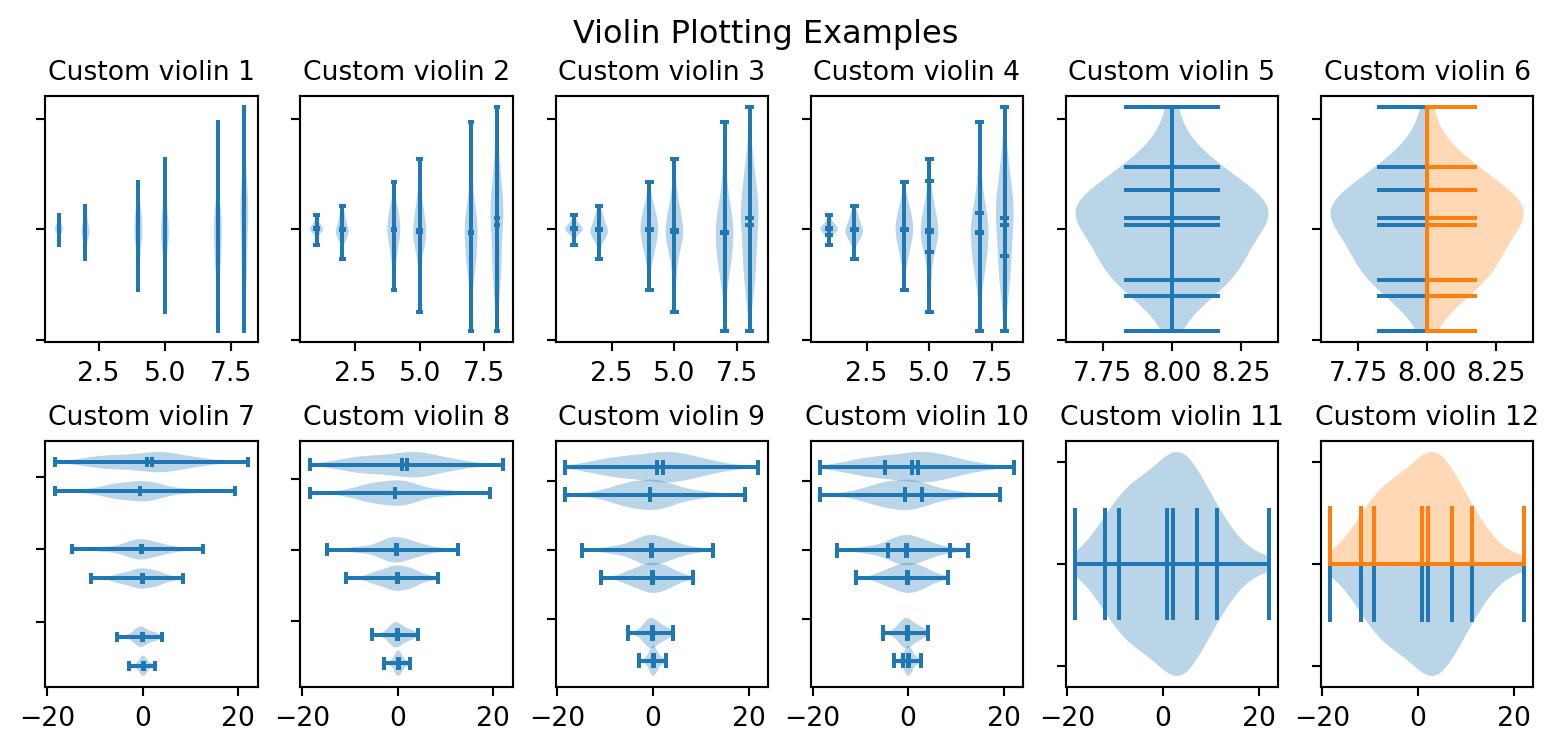 Violin Plotting Examples
Custom violin 1 Custom violin 2 Custom violin 3 Custom violin 4 Custom violin 5 Custom violin 6
2.5 5.0 7.5 2.5 5.0 7.5 2.5 5.0 7.5 2.5 5.0 7.5 7.75 8.00 8.25 7.75 8.00 8.25
Custom violin 7 Custom violin 8 Custom violin 9 Custom violin 10 Custom violin 11 Custom violin 12
−20 0 20 −20 0 20 −20 0 20 −20 0 20 −20 0 20 −20 0 20